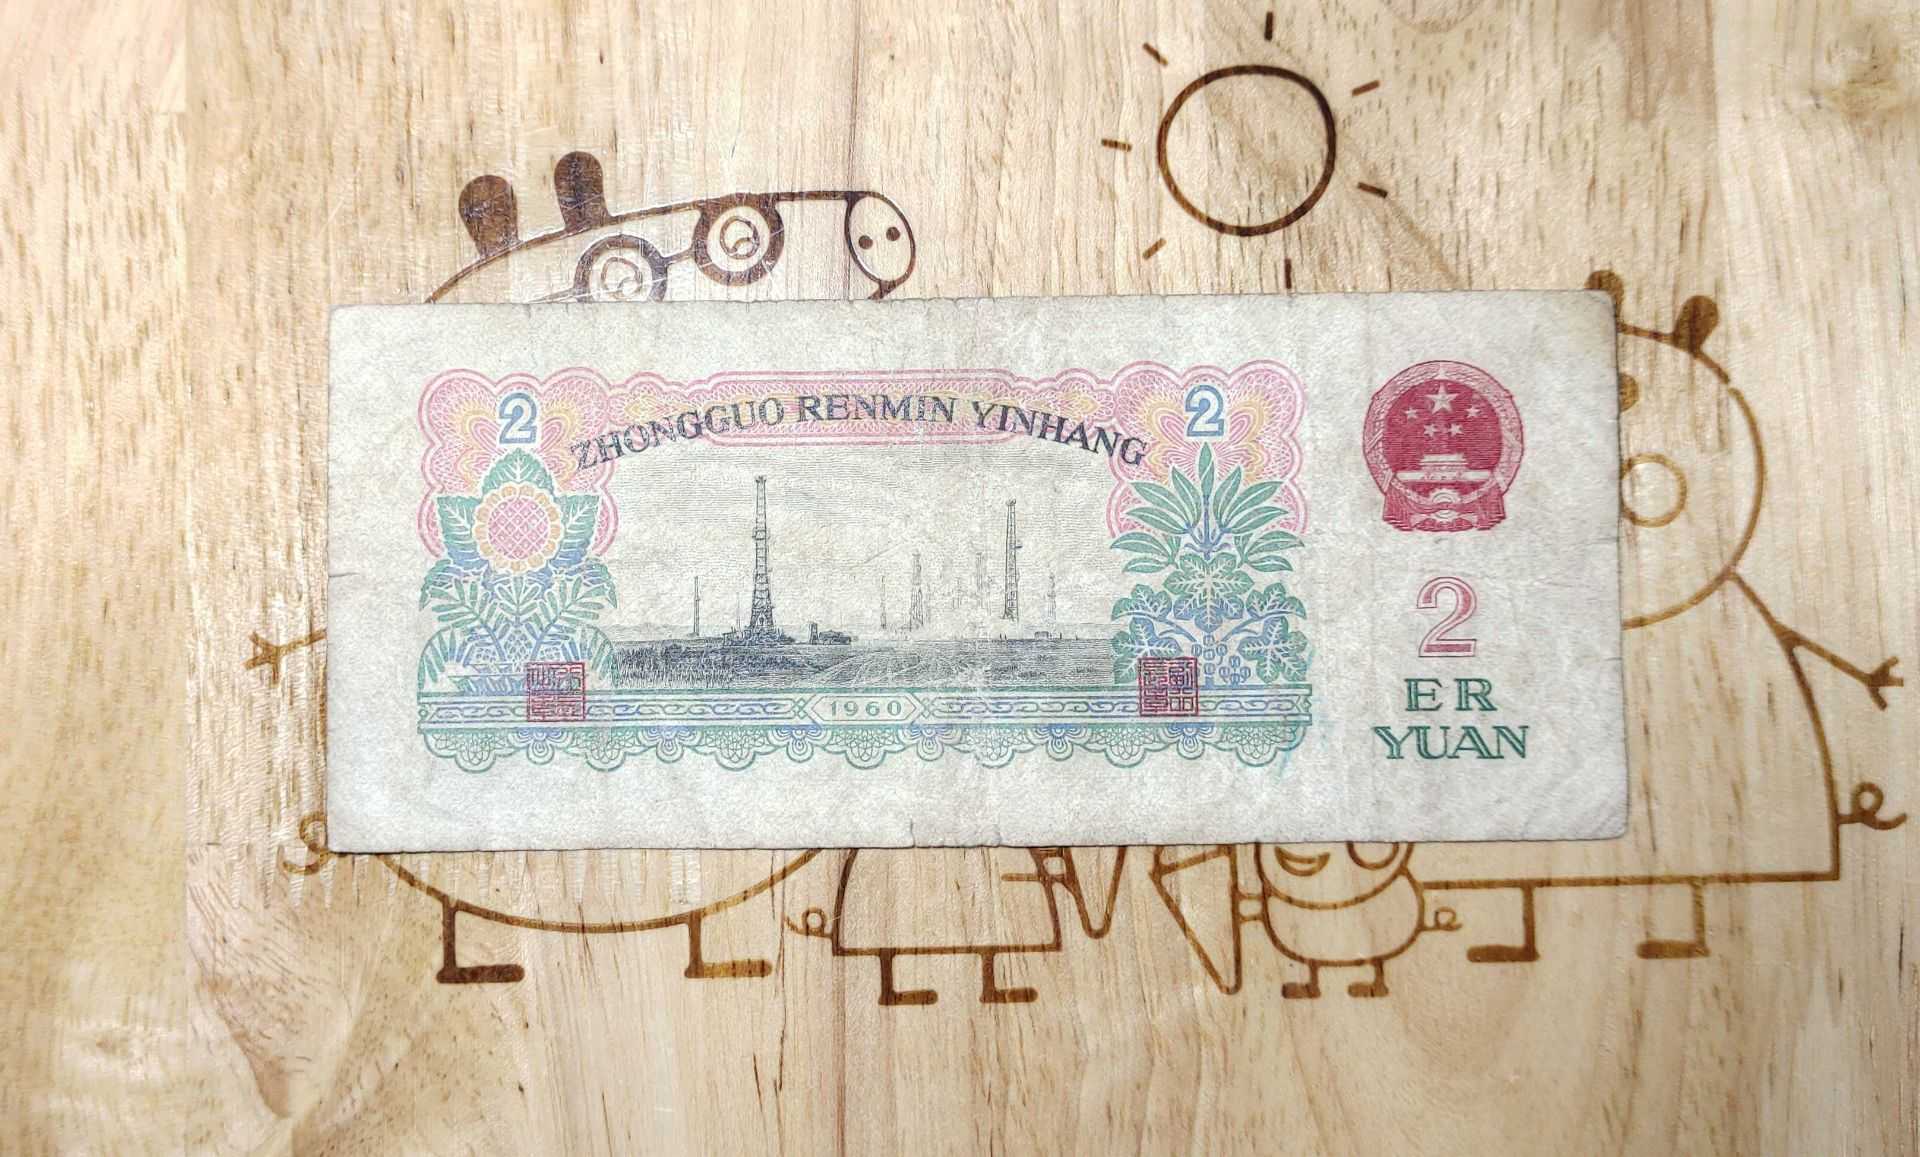 2
2
ZHONGGUO RENMIN YINHANG
1960
2
ER
YUAN